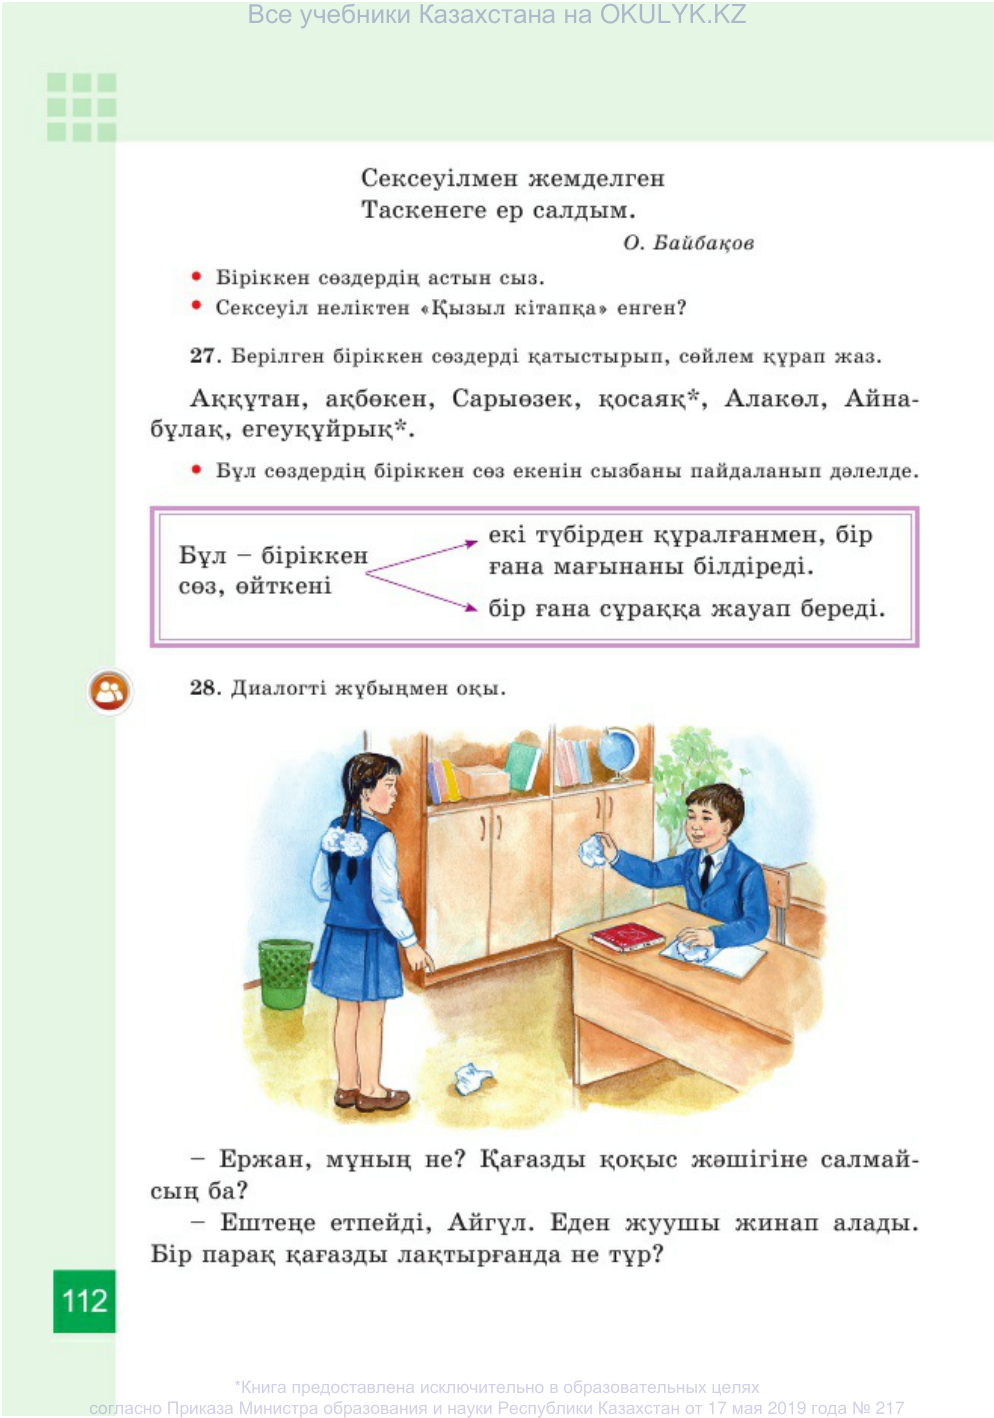 Все учебники Казахстана на OKULYK.KZ
Сексеуілмен жемделген
Таскенеге ер салдым.
О. Байбақов
• Біріккен сөздердің астын сыз.
• Сексеуіл неліктен «Қызыл кітапқа» енген?
27. Берілген біріккен сөздерді қатыстырып, сөйлем құрап жаз.
Аққұтан, ақбөкен, Сарыөзек, қосаяқ*, Алакөл, Айна-
бұлақ, егеуқұйрық*.
• Бұл сөздердің біріккен сөз екенін сызбаны пайдаланып дәлелде.
Бұл – біріккен
сөз, өйткені
екі түбірден құралғанмен, бір
ғана мағынаны білдіреді.
бір ғана сұраққа жауап береді.
28. Диалогті жұбыңмен оқы.
– Ержан, мұның не? Қағазды қоқыс жәшігіне салмай-
сың ба?
– Ештеңе етпейді, Айгүл. Еден жуушы жинап алады.
Бір парақ қағазды лақтырғанда не тұр?
112
*Книга предоставлена исключительно в образовательных целях
согласно Приказа Министра образования и науки Республики Казахстан от 17 мая 2019 года № 217